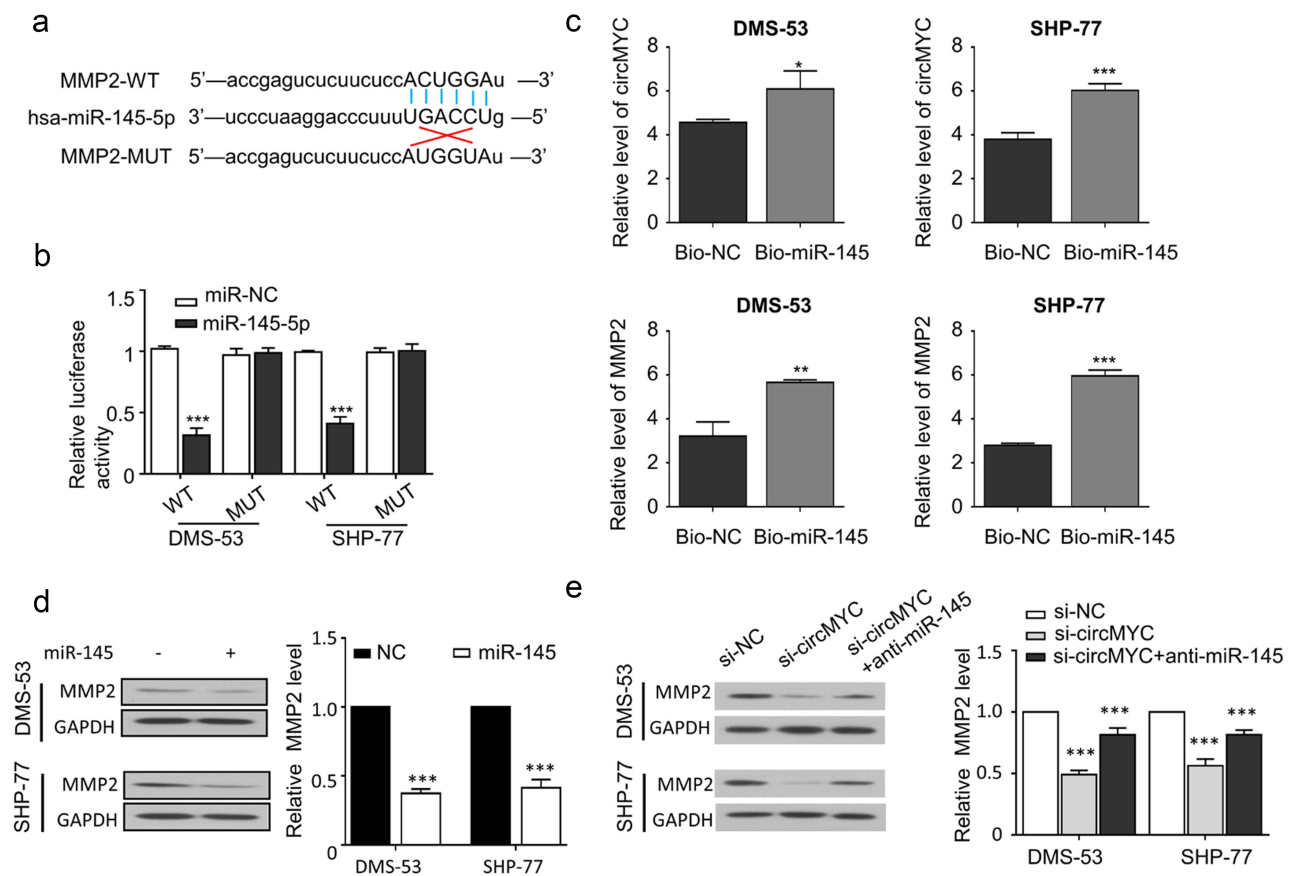 a
MMP2-WT 5’—accgagucucuucuccACUGGAu —3’
hsa-miR-145-5p 3’—ucccuaaggacccuuuUGACCUg —5’
MMP2-MUT 5’—accgagucucuucuccAUGGUAu —3’
b
Relative luciferase
activity
1.5
1
0.5
0
miR-NC
miR-145-5p
***
***
WT
MUT
WT
MUT
DMS-53
SHP-77
c
DMS-53
Relative level of circMYC
8
6
4
2
0
*
Bio-NC Bio-miR-145
SHP-77
Relative level of circMYC
8
6
4
2
0
***
Bio-NC Bio-miR-145
DMS-53
Relative level of MMP2
8
6
4
2
0
**
Bio-NC Bio-miR-145
SHP-77
Relative level of MMP2
8
6
4
2
0
***
Bio-NC Bio-miR-145
d
miR-145 - +
DMS-53
MMP2
GAPDH
SHP-77
MMP2
GAPDH
Relative MMP2 level
1.5
1.0
0.5
0
NC
miR-145
***
***
DMS-53
SHP-77
e
si-NC
si-circMYC
si-circMYC
+anti-miR-145
DMS-53
MMP2
GAPDH
SHP-77
MMP2
GAPDH
si-NC
si-circMYC
si-circMYC+anti-miR-145
Relative MMP2 level
1.5
1.0
0.5
0
***
***
***
***
DMS-53
SHP-77